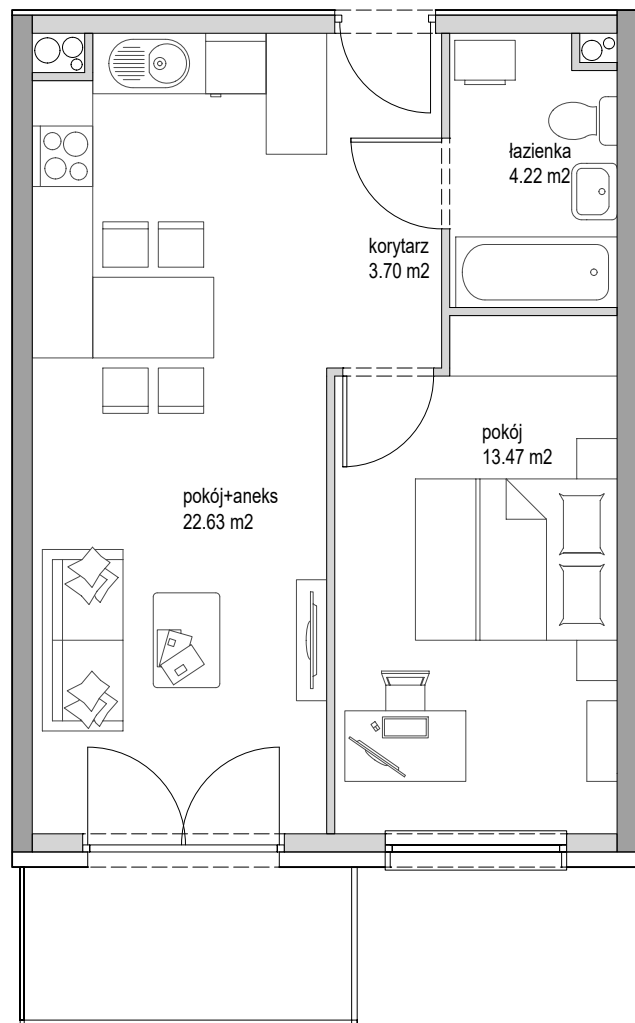 łazienka
4.22 m2
korytarz
3.70 m2
pokój
13.47 m2
pokój+aneks
22.63 m2